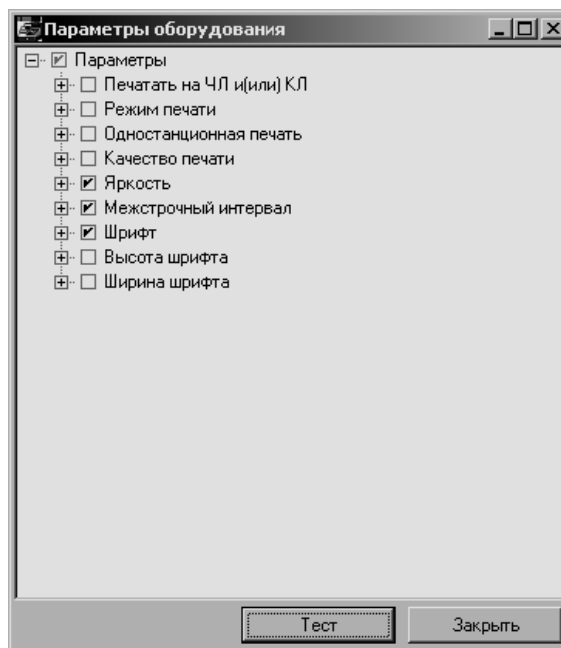 Параметры оборудования
Параметры
Печатать на ЧЛ и(или) КЛ
Режим печати
Одностанционная печать
Качество печати
Яркость
Межстрочный интервал
Шрифт
Высота шрифта
Ширина шрифта
Тест
Закрыть